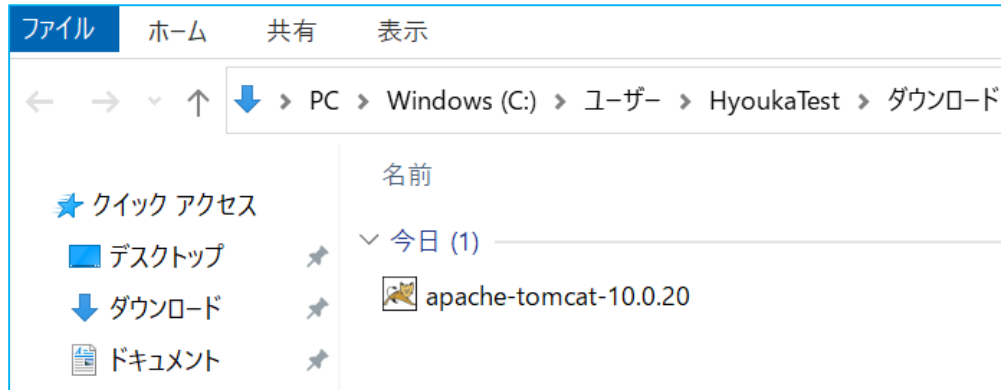 ファイル ホーム 共有 表示
PC > Windows (C:) > ユーザー > HyoukaTest > ダウンロード
名前
クイック アクセス
今日 (1)
デスクトップ
apache-tomcat-10.0.20
ダウンロード
ドキュメント